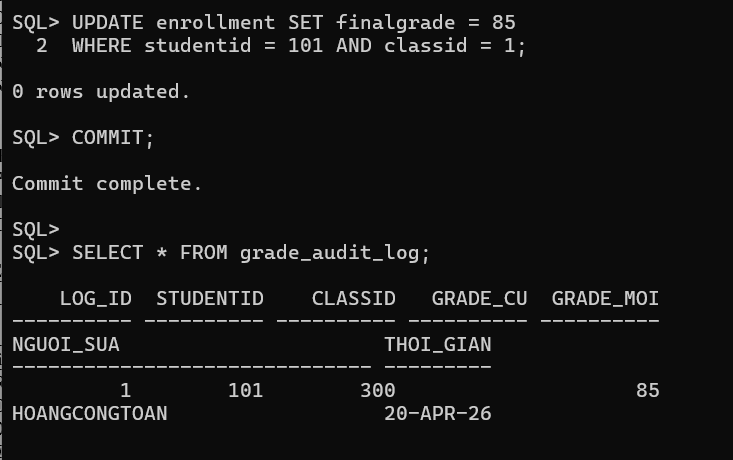 SQL> UPDATE enrollment SET finalgrade = 85
  2  WHERE studentid = 101 AND classid = 1;
0 rows updated.
SQL> COMMIT;
Commit complete.
SQL>
SQL> SELECT * FROM grade_audit_log;
    LOG_ID  STUDENTID    CLASSID   GRADE_CU  GRADE_MOI
---------- ---------- ---------- ---------- ----------
NGUOI_SUA                      THOI_GIAN
------------------------------ ---------
         1        101        300                    85
HOANGCONGTOAN                  20-APR-26